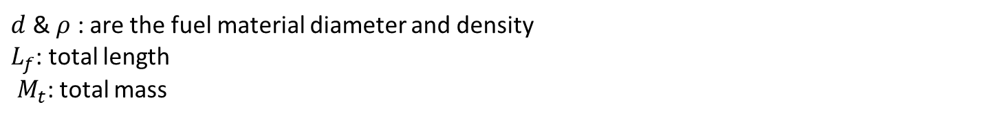 d & ρ : are the fuel material diameter and density
L_f: total length
M_t: total mass